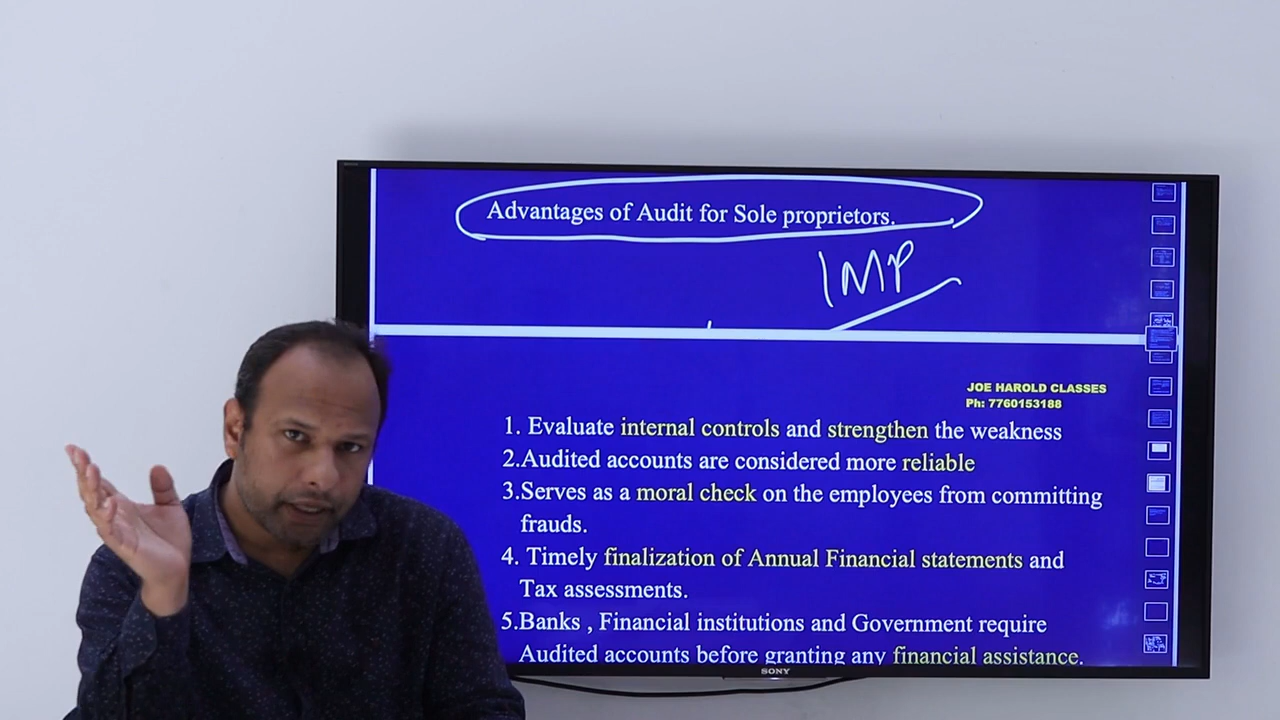 Advantages of Audit for Sole proprietors.
IMP
JOE HAROLD CLASSES
Ph: 7760153188
1. Evaluate internal controls and strengthen the weakness
2.Audited accounts are considered more reliable
3.Serves as a moral check on the employees from committing
frauds.
4. Timely finalization of Annual Financial statements and
Tax assessments.
5.Banks , Financial institutions and Government require
Audited accounts before granting any financial assistance.
SONY